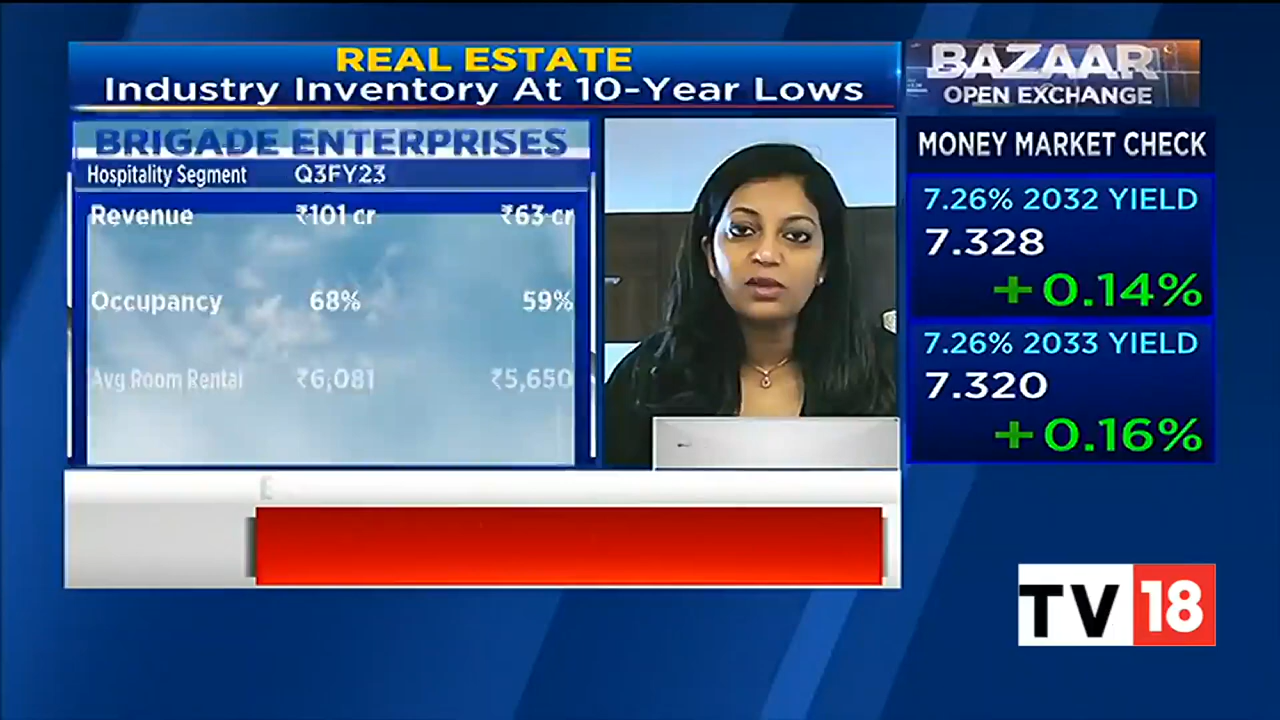 REAL ESTATE
Industry Inventory At 10-Year Lows
BAZAAR
OPEN EXCHANGE
BRIGADE ENTERPRISES
Hospitality Segment Q3FY23
Revenue ₹101 cr ₹63 cr
Occupancy 68% 59%
Avg Room Rental ₹6,081 ₹5,650
MONEY MARKET CHECK
7.26% 2032 YIELD
7.328
+0.14%
7.26% 2033 YIELD
7.320
+0.16%
E
TV18